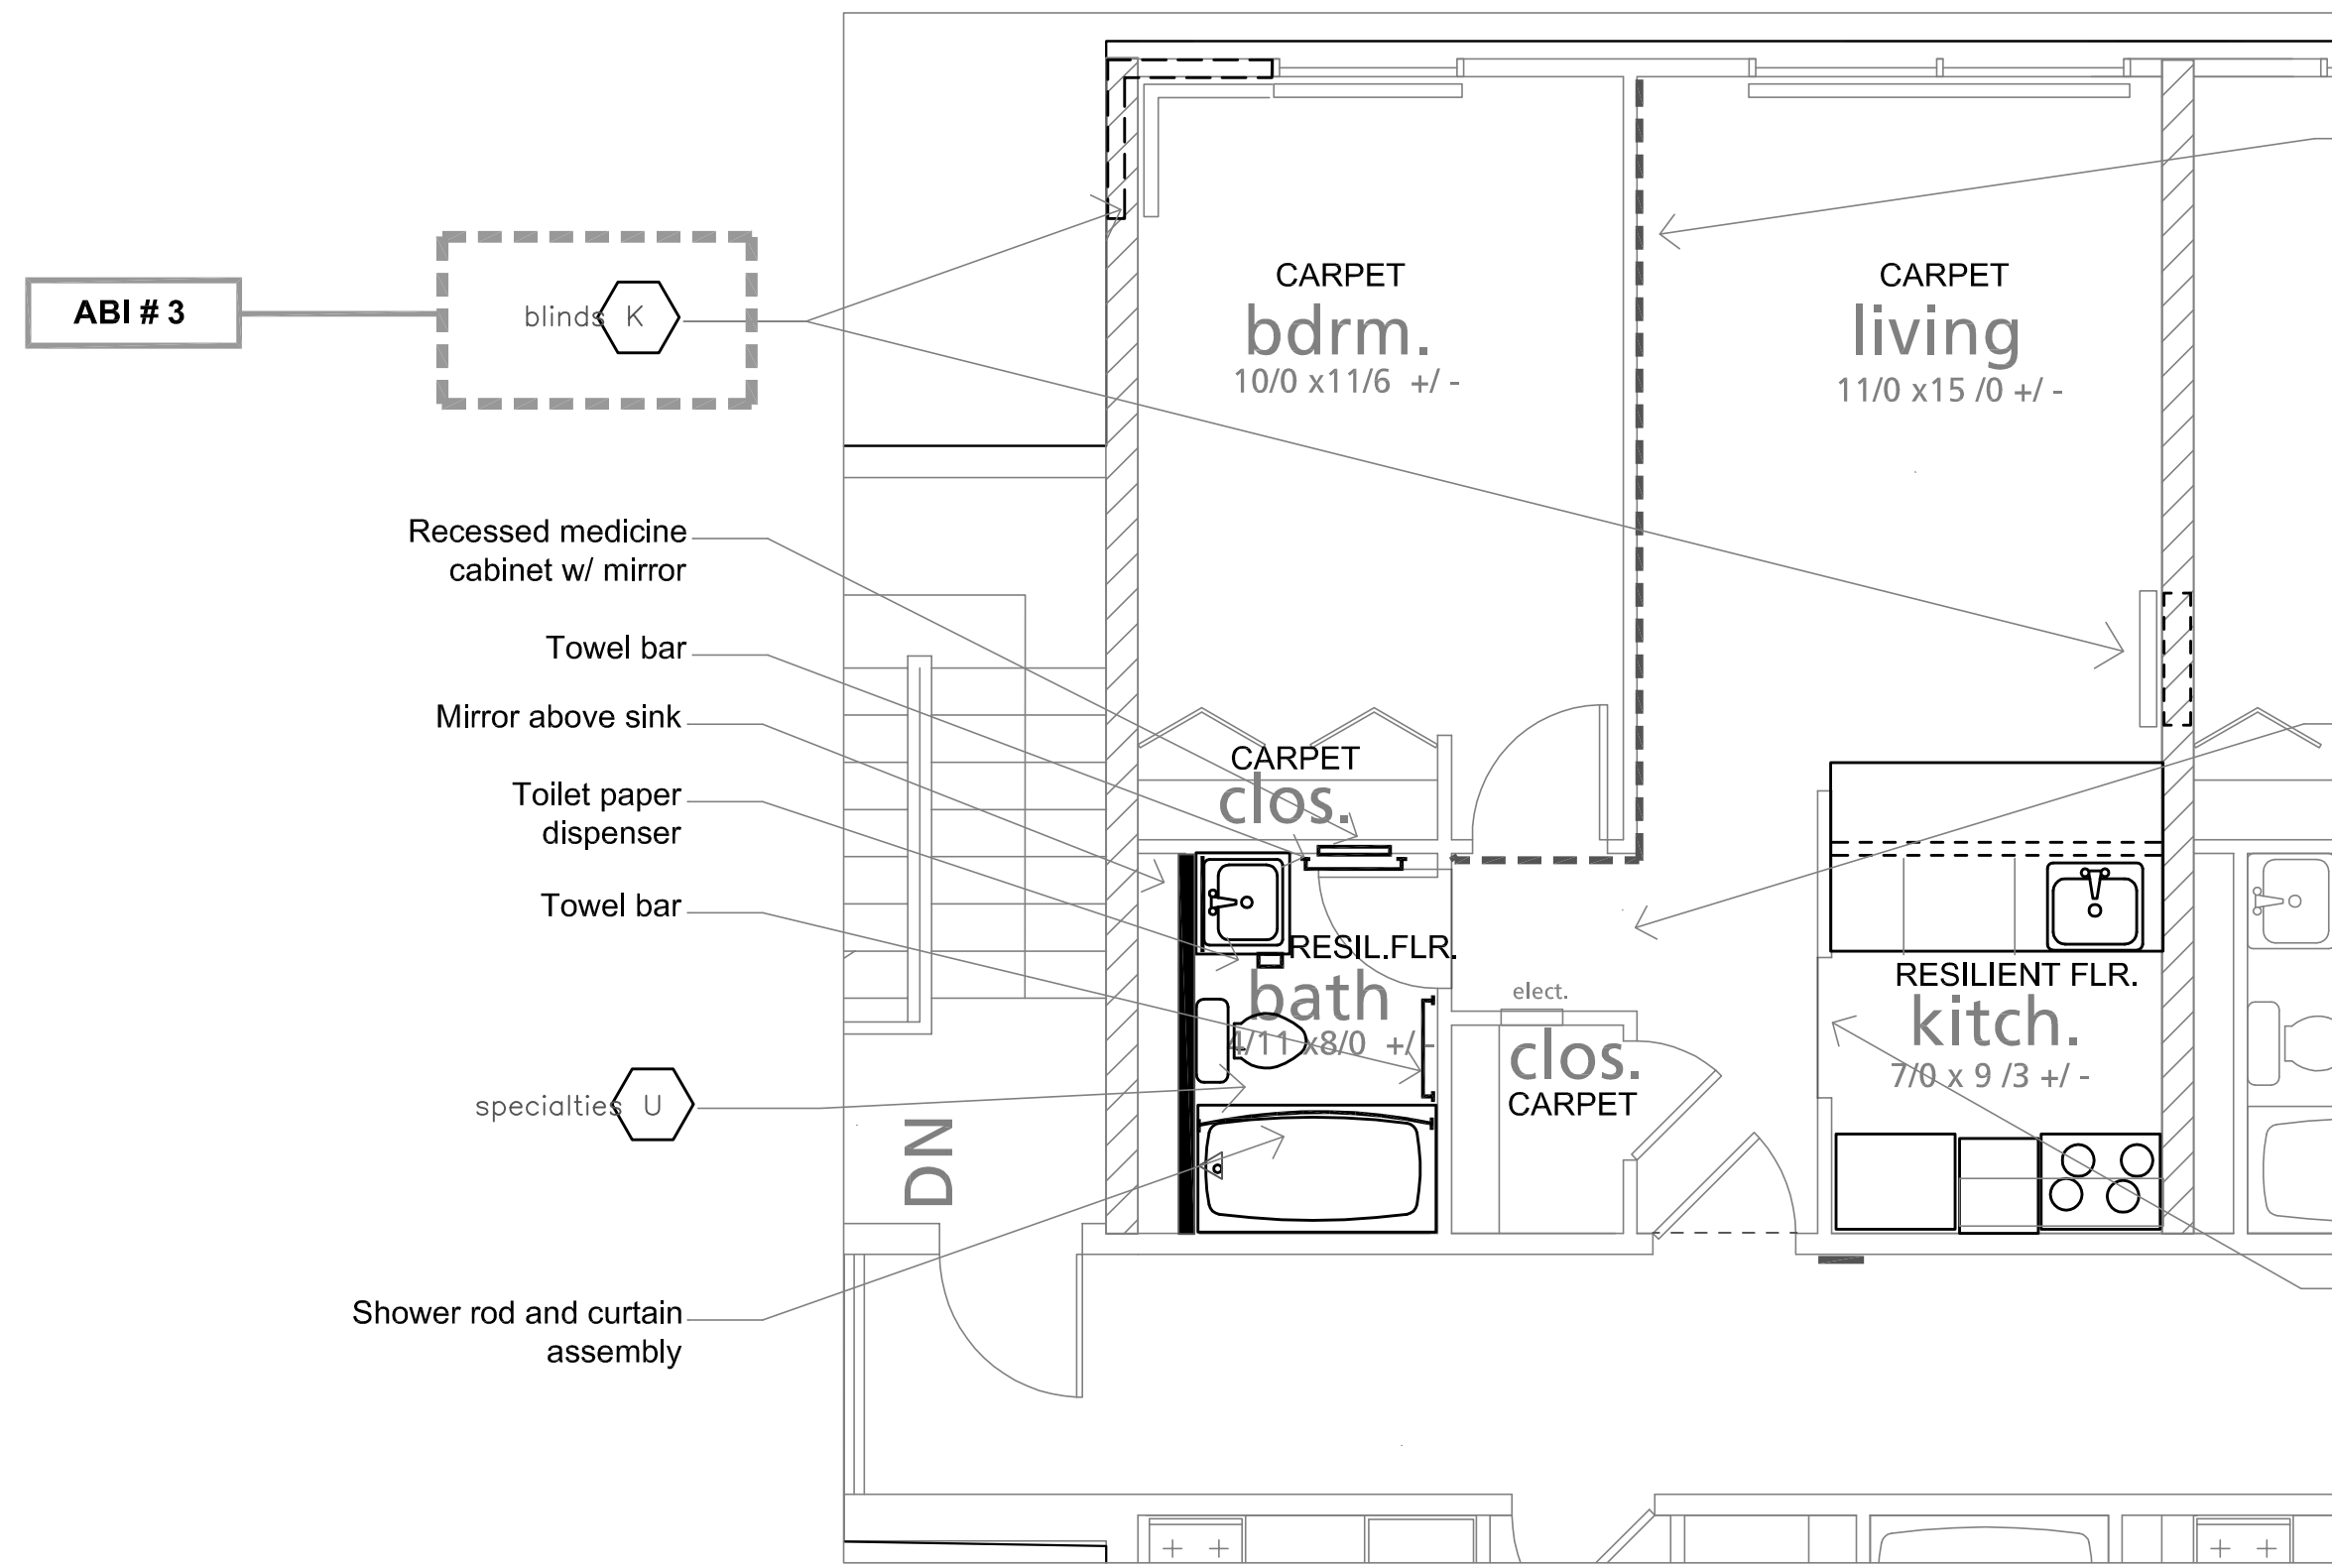 ABI # 3
blinds K
CARPET
bdrm.
10/0 x11/6 +/ -
CARPET
living
11/0 x15 /0 +/ -
Recessed medicine
cabinet w/ mirror
Towel bar
Mirror above sink
Toilet paper
dispenser
Towel bar
specialties U
Shower rod and curtain
assembly
CARPET
clos.
RESIL.FLR.
bath
4/11 x8/0 +/ -
elect.
clos.
CARPET
RESILIENT FLR.
kitch.
7/0 x 9 /3 +/ -
DN